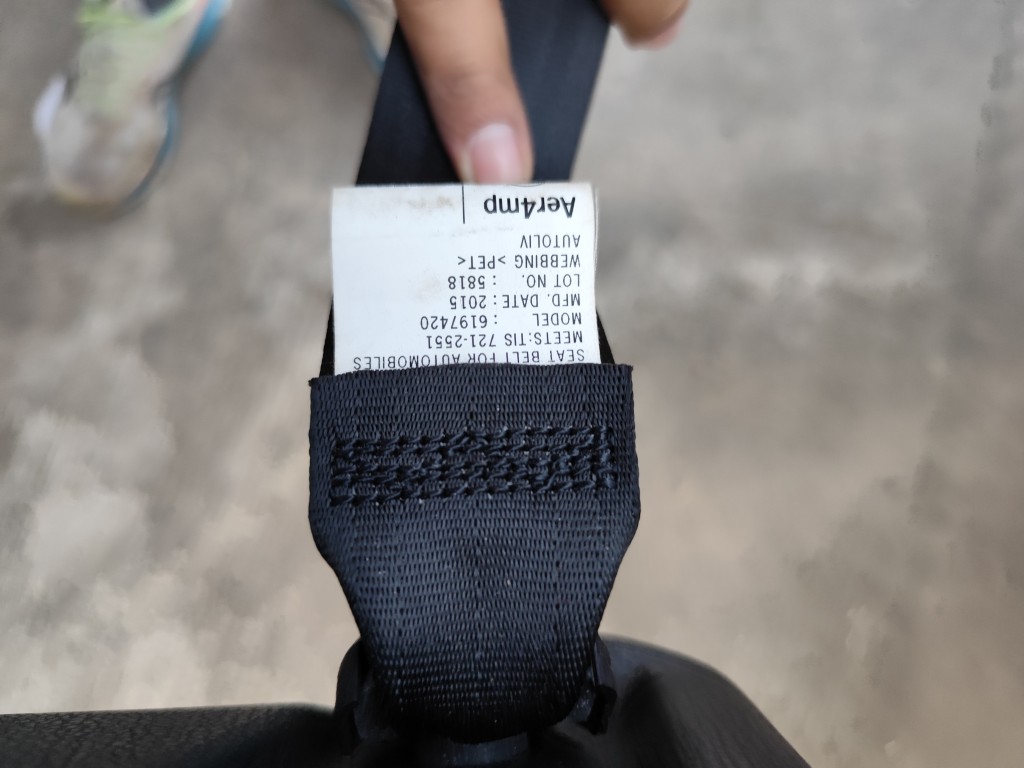 SEAT BELT FOR AUTOMOBILES
MEETS:TIS 721-2551
MODEL : 6197420
MFD. DATE : 2015
LOT NO. : 5818
WEBBING >PET<
AUTOLIV
Aer4mp